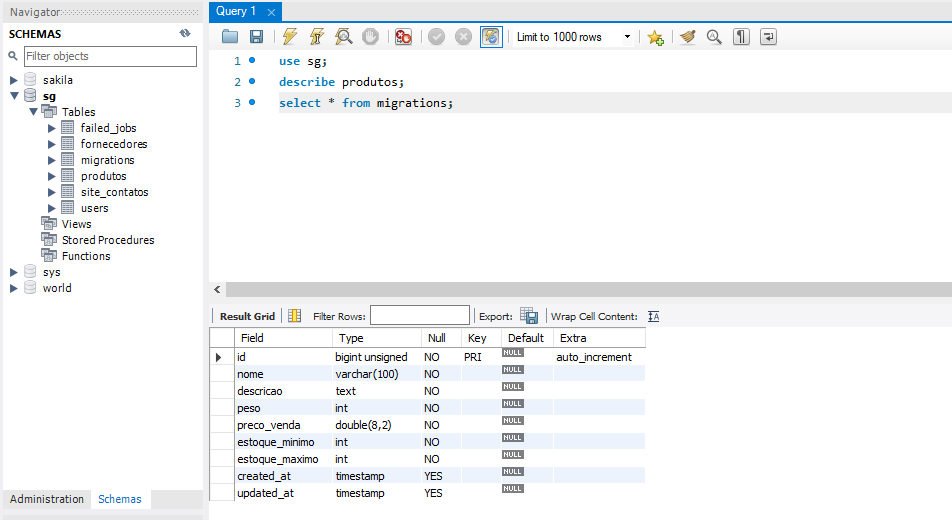 Navigator
SCHEMAS
Filter objects
sakila
sg
Tables
failed_jobs
fornecedores
migrations
produtos
site_contatos
users
Views
Stored Procedures
Functions
sys
world
Administration Schemas
Query 1
Limit to 1000 rows
1 use sg;
2 describe produtos;
3 select * from migrations;
Result Grid Filter Rows: Export: Wrap Cell Content:
Field Type Null Key Default Extra
id bigint unsigned NO PRI NULL auto_increment
nome varchar(100) NO NULL
descricao text NO NULL
peso int NO NULL
preco_venda double(8,2) NO NULL
estoque_minimo int NO NULL
estoque_maximo int NO NULL
created_at timestamp YES NULL
updated_at timestamp YES NULL